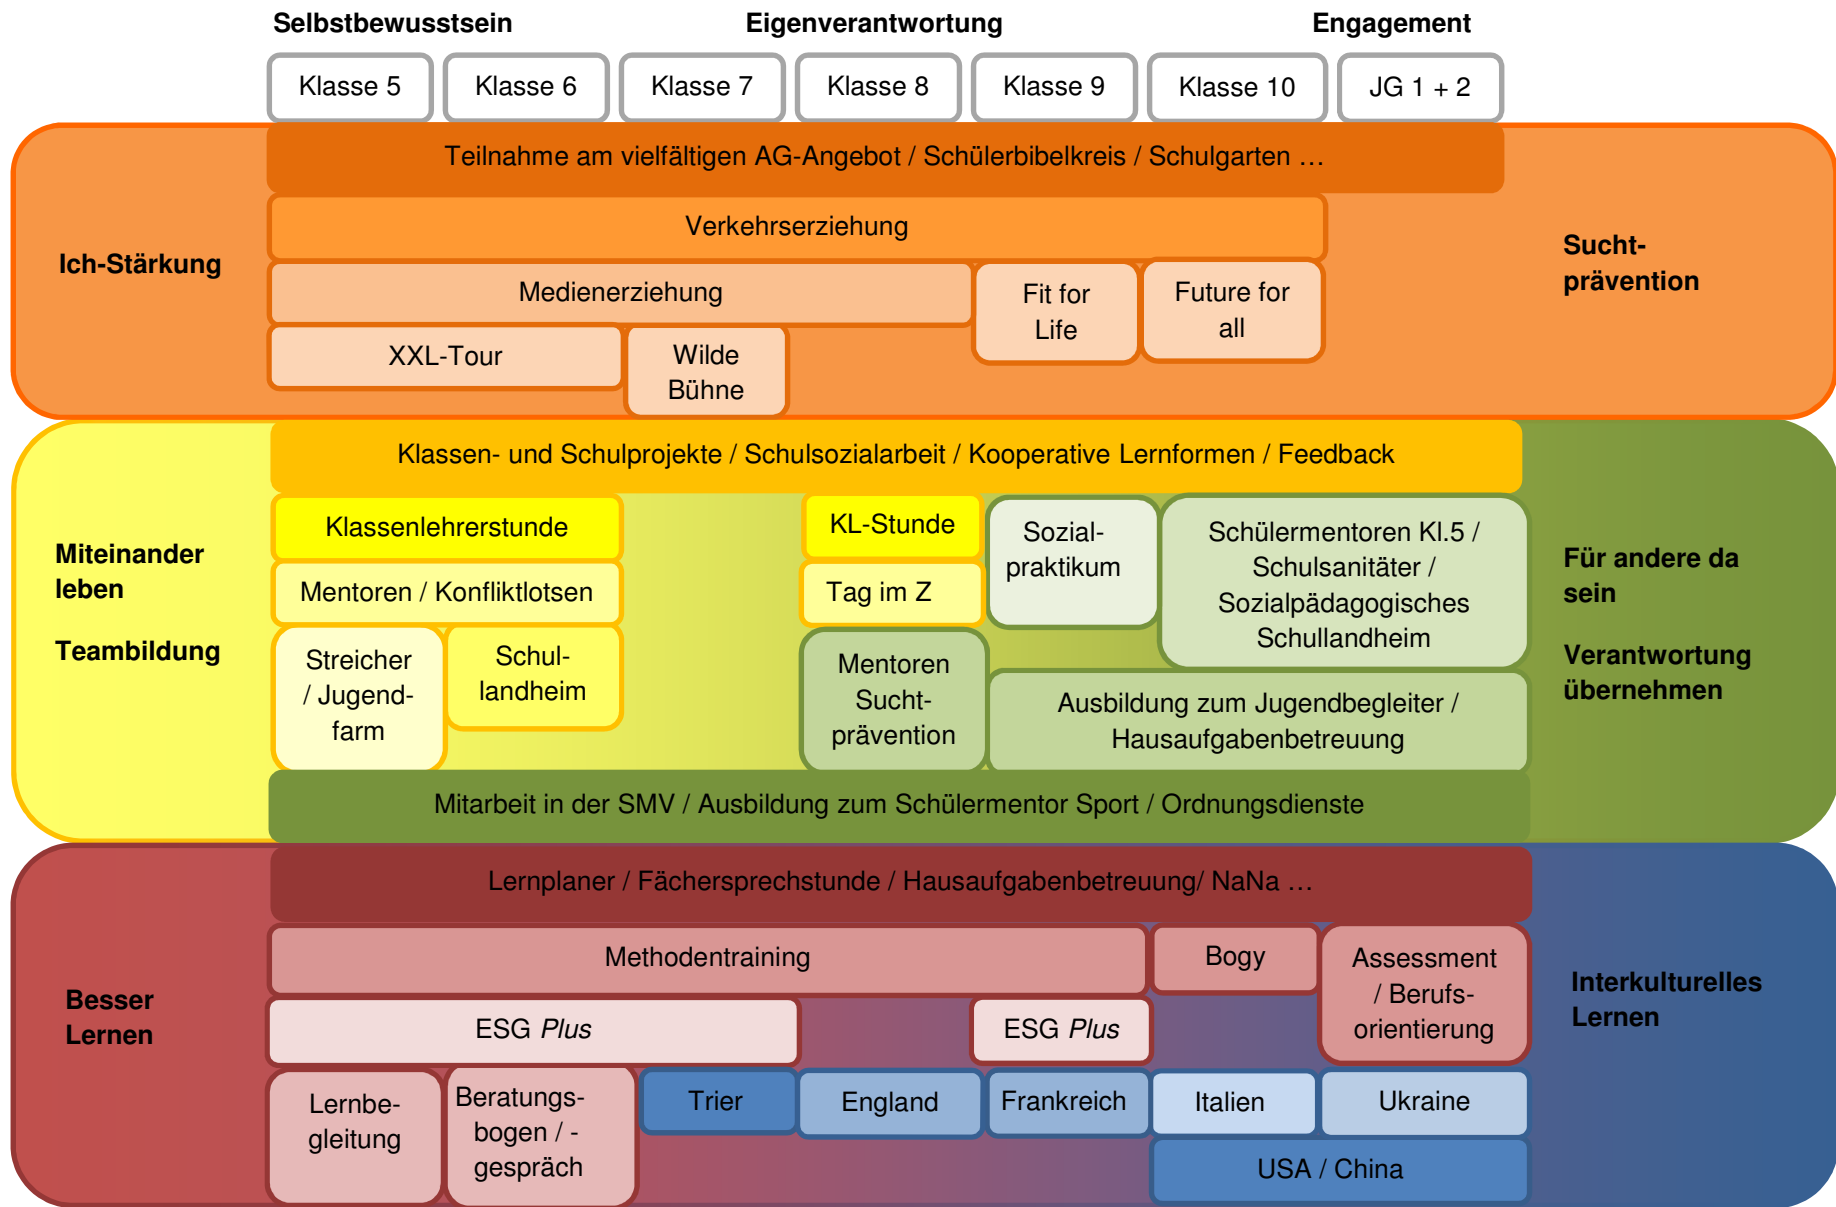 Selbstbewusstsein Eigenverantwortung Engagement
Klasse 5 Klasse 6 Klasse 7 Klasse 8 Klasse 9 Klasse 10 JG 1 + 2
Teilnahme am vielfältigen AG-Angebot / Schülerbibelkreis / Schulgarten …
Verkehrserziehung
Ich-Stärkung
Sucht-
prävention
Medienerziehung
Fit for
Life
Future for
all
XXL-Tour
Wilde
Bühne
Klassen- und Schulprojekte / Schulsozialarbeit / Kooperative Lernformen / Feedback
Miteinander
leben
Teambildung
Klassenlehrerstunde
KL-Stunde
Sozial-
praktikum
Schülermentoren Kl.5 /
Schulsanitäter /
Sozialpädagogisches
Schullandheim
Für andere da
sein
Verantwortung
übernehmen
Mentoren / Konfliktlotsen
Tag im Z
Streicher
/ Jugend-
farm
Schul-
landheim
Mentoren
Sucht-
prävention
Ausbildung zum Jugendbegleiter /
Hausaufgabenbetreuung
Mitarbeit in der SMV / Ausbildung zum Schülermentor Sport / Ordnungsdienste
Lernplaner / Fächersprechstunde / Hausaufgabenbetreuung/ NaNa …
Besser
Lernen
Methodentraining
Bogy
Assessment
/ Berufs-
orientierung
Interkulturelles
Lernen
ESG Plus
ESG Plus
Lernbe-
gleitung
Beratungs-
bogen / -
gespräch
Trier
England
Frankreich
Italien
Ukraine
USA / China